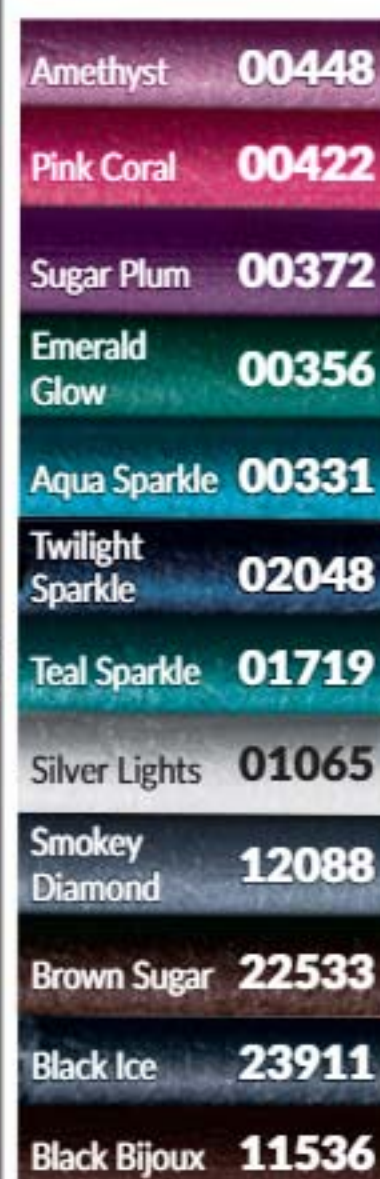 Amethyst 00448
Pink Coral 00422
Sugar Plum 00372
Emerald
Glow 00356
Aqua Sparkle 00331
Twilight
Sparkle 02048
Teal Sparkle 01719
Silver Lights 01065
Smokey
Diamond 12088
Brown Sugar 22533
Black Ice 23911
Black Bijoux 11536